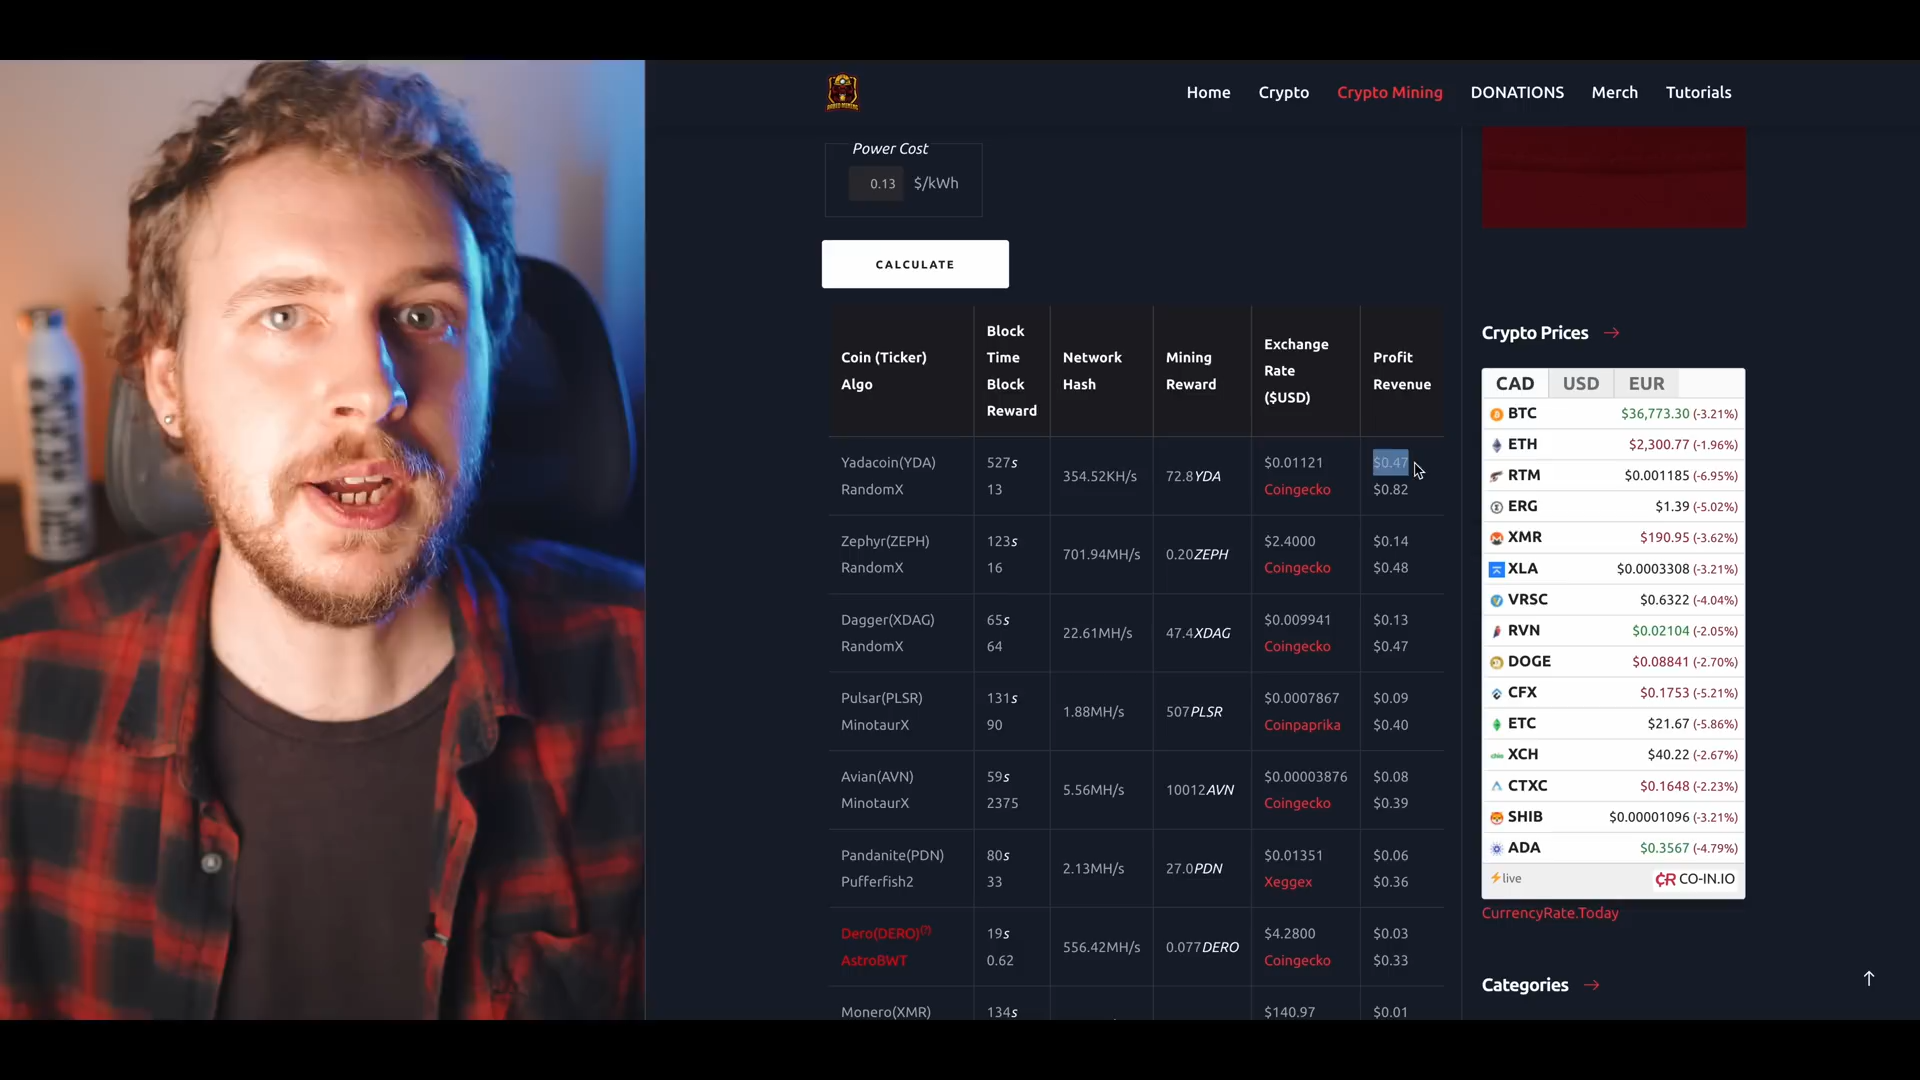 Home Crypto Crypto Mining DONATIONS Merch Tutorials
Power Cost
0.13 $/kWh
CALCULATE
Coin (Ticker)
Algo
Block
Time
Block
Reward
Network
Hash
Mining
Reward
Exchange
Rate
($USD)
Profit
Revenue
Yadacoin(YDA)
RandomX
527s
13
354.52KH/s
72.8YDA
$0.01121
Coingecko
$0.47
$0.82
Zephyr(ZEPH)
RandomX
123s
16
701.94MH/s
0.20ZEPH
$2.4000
Coingecko
$0.14
$0.48
Dagger(XDAG)
RandomX
65s
64
22.61MH/s
47.4XDAG
$0.009941
Coingecko
$0.13
$0.47
Pulsar(PLSR)
MinotaurX
131s
90
1.88MH/s
507PLSR
$0.0007867
Coinpaprika
$0.09
$0.40
Avian(AVN)
MinotaurX
59s
2375
5.56MH/s
10012AVN
$0.00003876
Coingecko
$0.08
$0.39
Pandanite(PDN)
Pufferfish2
80s
33
2.13MH/s
27.0PDN
$0.01351
Xeggex
$0.06
$0.36
Dero(DERO)(?)
AstroBWT
19s
0.62
556.42MH/s
0.077DERO
$4.2800
Coingecko
$0.03
$0.33
Monero(XMR)
134s
$140.97
$0.01
Crypto Prices →
CAD USD EUR
BTC $36,773.30 (-3.21%)
ETH $2,300.77 (-1.96%)
RTM $0.001185 (-6.95%)
ERG $1.39 (-5.02%)
XMR $190.95 (-3.62%)
XLA $0.0003308 (-3.21%)
VRSC $0.6322 (-4.04%)
RVN $0.02104 (-2.05%)
DOGE $0.08841 (-2.70%)
CFX $0.1753 (-5.21%)
ETC $21.67 (-5.86%)
XCH $40.22 (-2.67%)
CTXC $0.1648 (-2.23%)
SHIB $0.00001096 (-3.21%)
ADA $0.3567 (-4.79%)
⚡live CR CO-IN.IO
CurrencyRate.Today
Categories →